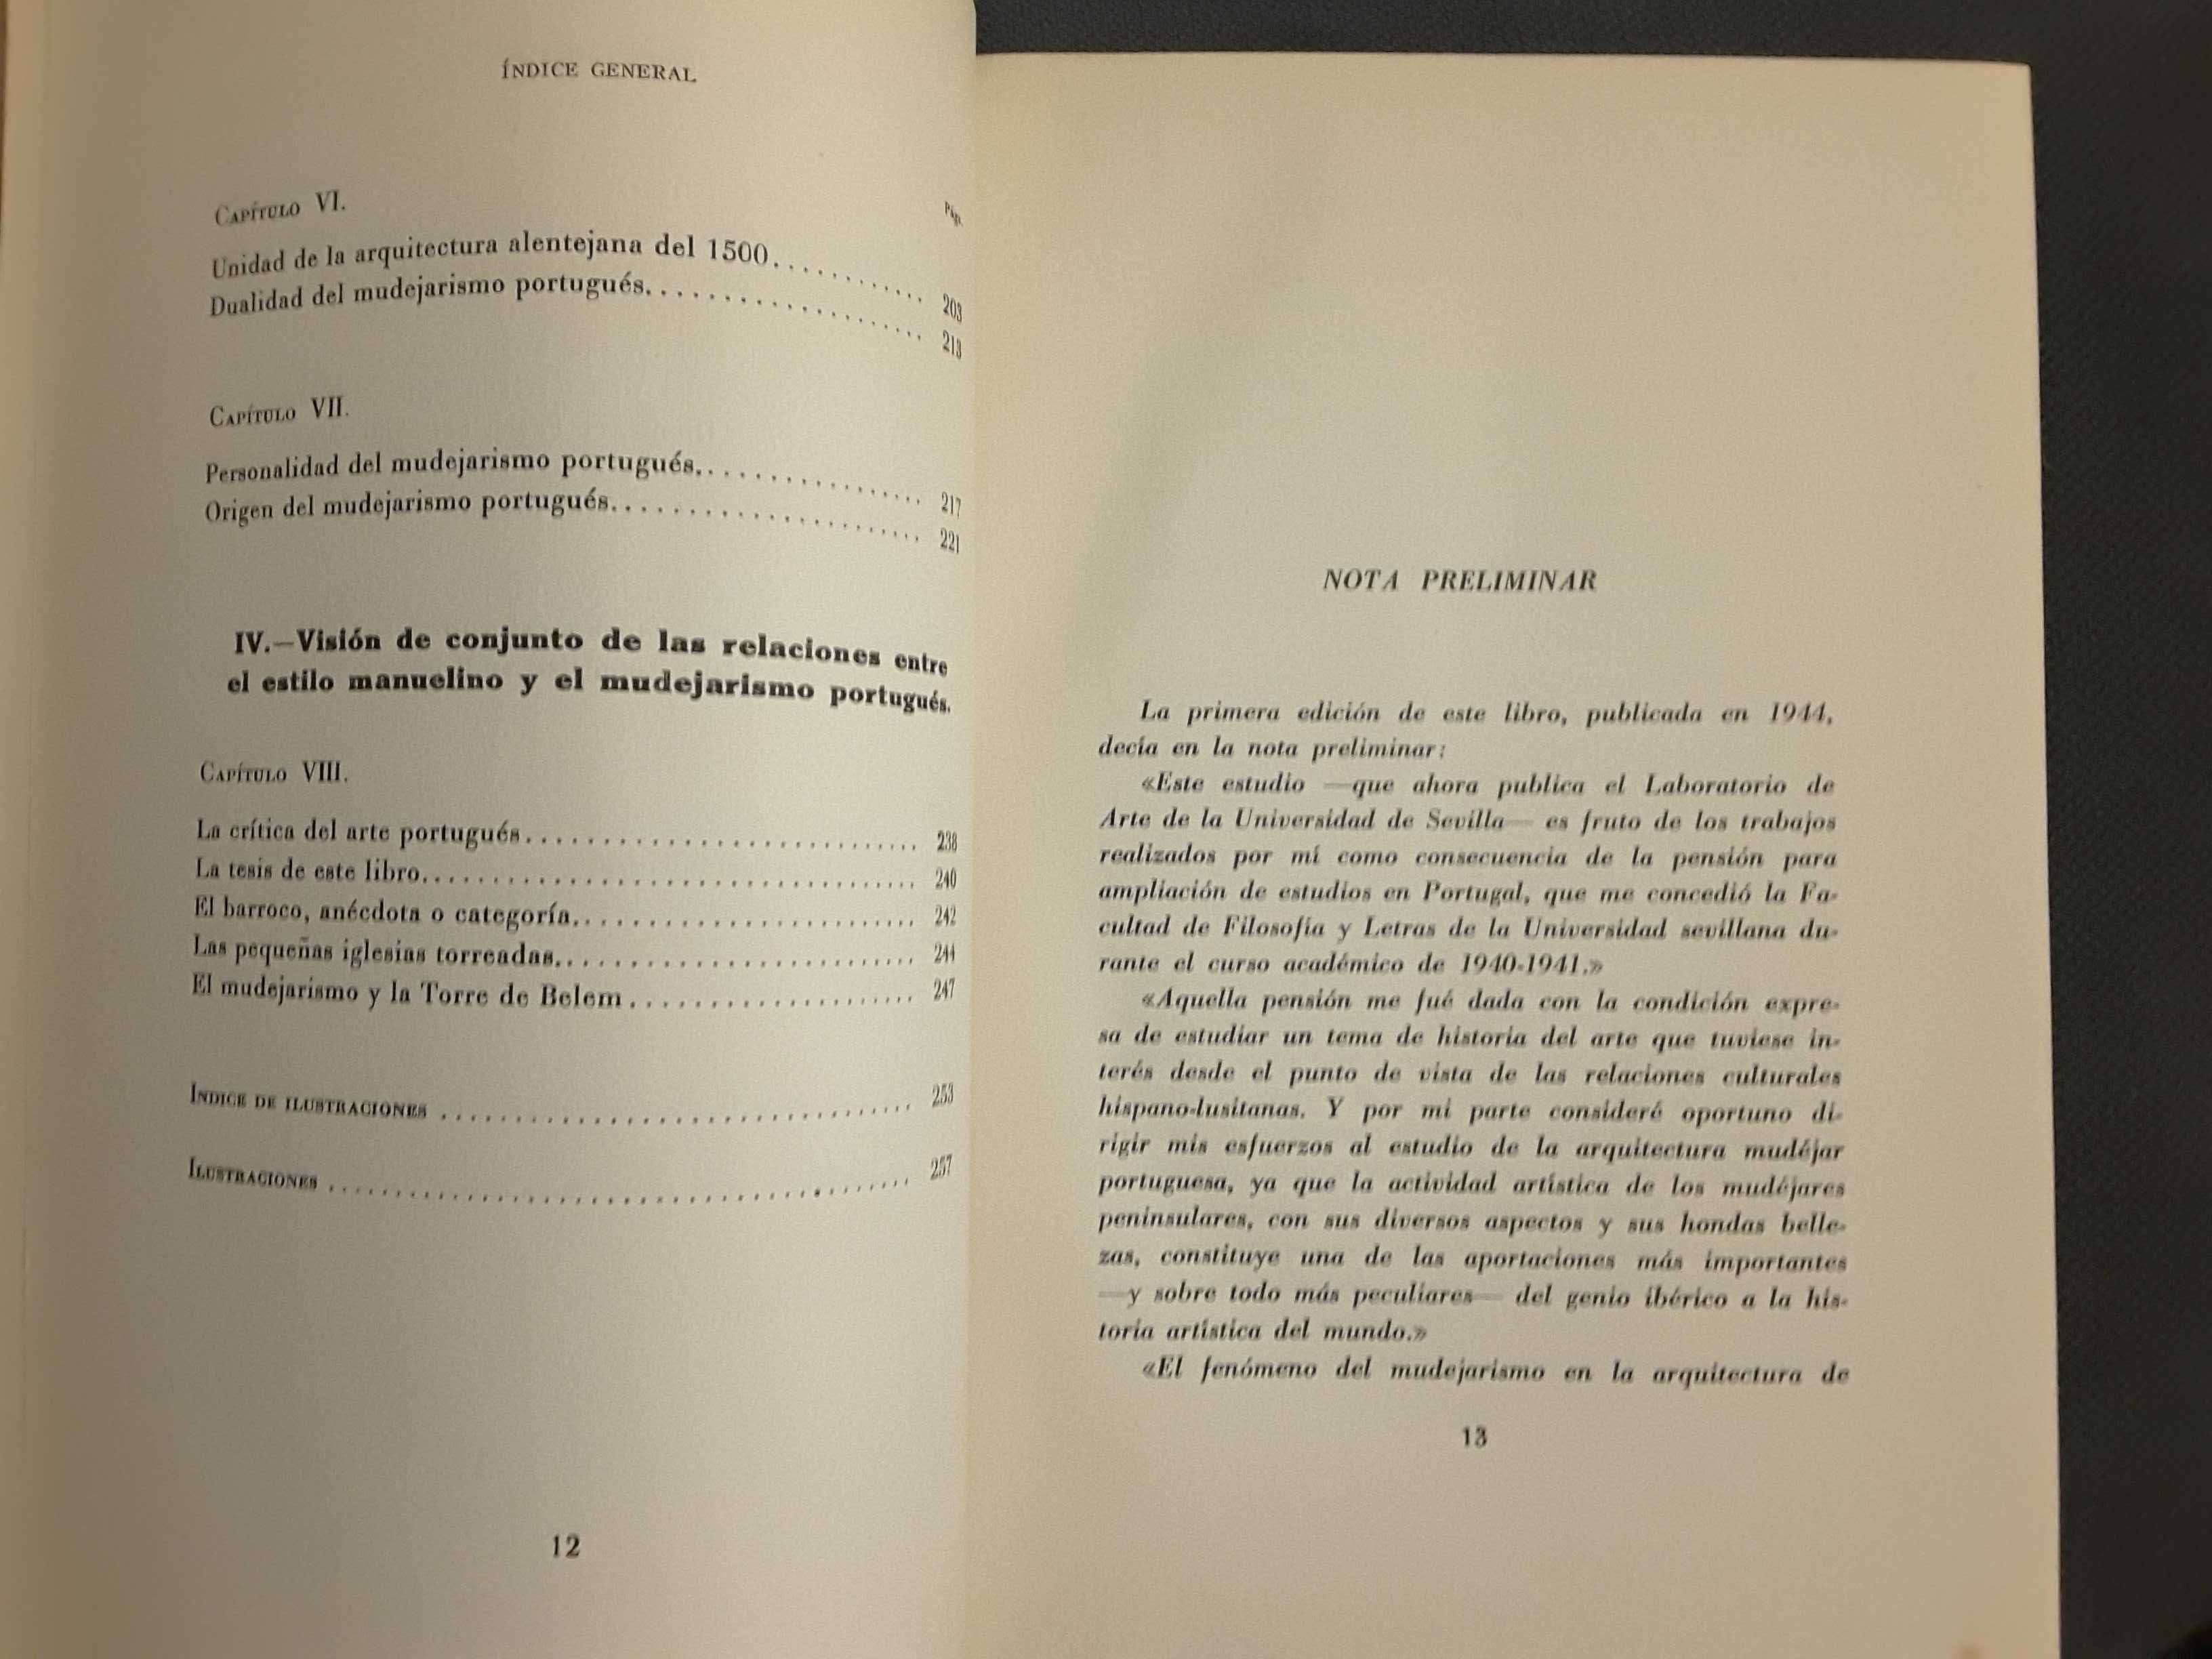 ÍNDICE GENERAL
CAPÍTULO VI.
Págs.
Unidad de la arquitectura alentejana del 1500. . . . . . . . . . . 203
Dualidad del mudejarismo portugués. . . . . . . . . . . . . . . . . 213
CAPÍTULO VII.
Personalidad del mudejarismo portugués. . . . . . . . . . . . . . 217
Origen del mudejarismo portugués. . . . . . . . . . . . . . . . . . 221
IV.—Visión de conjunto de las relaciones entre
el estilo manuelino y el mudejarismo portugués.
CAPÍTULO VIII.
La crítica del arte portugués. . . . . . . . . . . . . . . . . . . . . . 238
La tesis de este libro. . . . . . . . . . . . . . . . . . . . . . . . . . . 240
El barroco, anécdota o categoría. . . . . . . . . . . . . . . . . . . 242
Las pequeñas iglesias torreadas. . . . . . . . . . . . . . . . . . . . 244
El mudejarismo y la Torre de Belem . . . . . . . . . . . . . . . . 247
INDICE DE ILUSTRACIONES . . . . . . . . . . . . . . . . . . . . . . 253
ILUSTRACIONES . . . . . . . . . . . . . . . . . . . . . . . . . . . . . . 257
12
NOTA PRELIMINAR
La primera edición de este libro, publicada en 1944,
decía en la nota preliminar:
«Este estudio —que ahora publica el Laboratorio de
Arte de la Universidad de Sevilla— es fruto de los trabajos
realizados por mí como consecuencia de la pensión para
ampliación de estudios en Portugal, que me concedió la Fa-
cultad de Filosofía y Letras de la Universidad sevillana du-
rante el curso académico de 1940-1941.»
«Aquella pensión me fué dada con la condición expre-
sa de estudiar un tema de historia del arte que tuviese in-
terés desde el punto de vista de las relaciones culturales
hispano-lusitanas. Y por mi parte consideré oportuno di-
rigir mis esfuerzos al estudio de la arquitectura mudéjar
portuguesa, ya que la actividad artística de los mudéjares
peninsulares, con sus diversos aspectos y sus hondas belle-
zas, constituye una de las aportaciones más importantes
—y sobre todo más peculiares— del genio ibérico a la his-
toria artística del mundo.»
«El fenómeno del mudejarismo en la arquitectura de
13